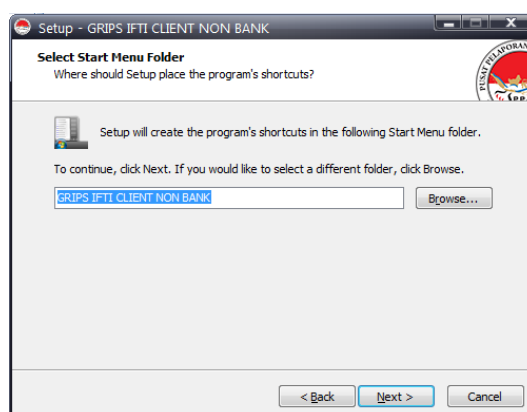 Setup - GRIPS IFTI CLIENT NON BANK
Select Start Menu Folder
Where should Setup place the program's shortcuts?
Setup will create the program's shortcuts in the following Start Menu folder.
To continue, click Next. If you would like to select a different folder, click Browse.
GRIPS IFTI CLIENT NON BANK
Browse...
< Back
Next >
Cancel
PUSAT PELAPORAN